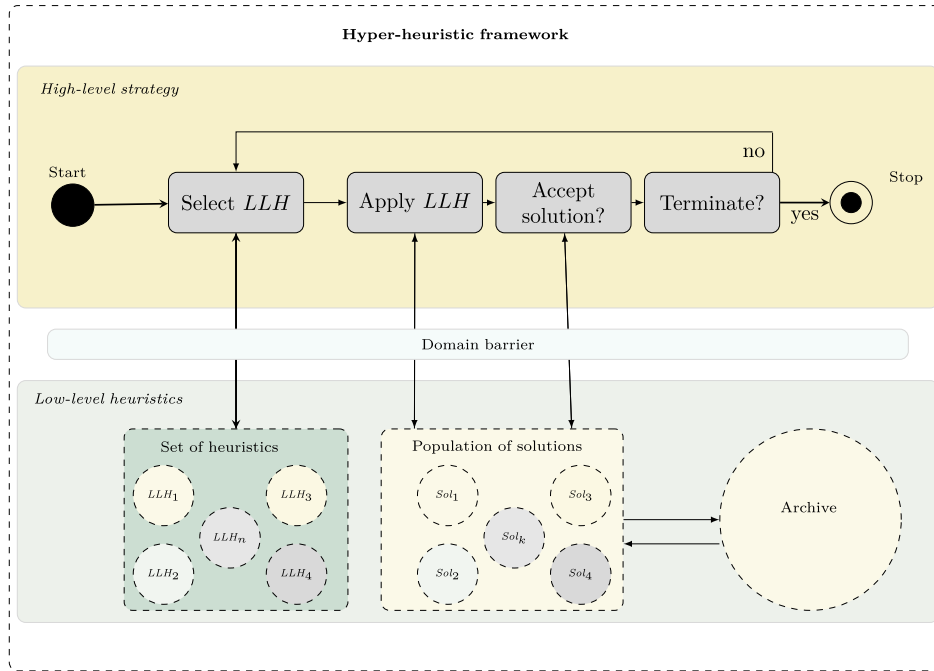 Hyper-heuristic framework
High-level strategy
Start
Select LLH
Apply LLH
Accept
solution?
Terminate?
no
yes
Stop
Domain barrier
Low-level heuristics
Set of heuristics
LLH1
LLH3
LLHn
LLH2
LLH4
Population of solutions
Sol1
Sol3
Solk
Sol2
Sol4
Archive